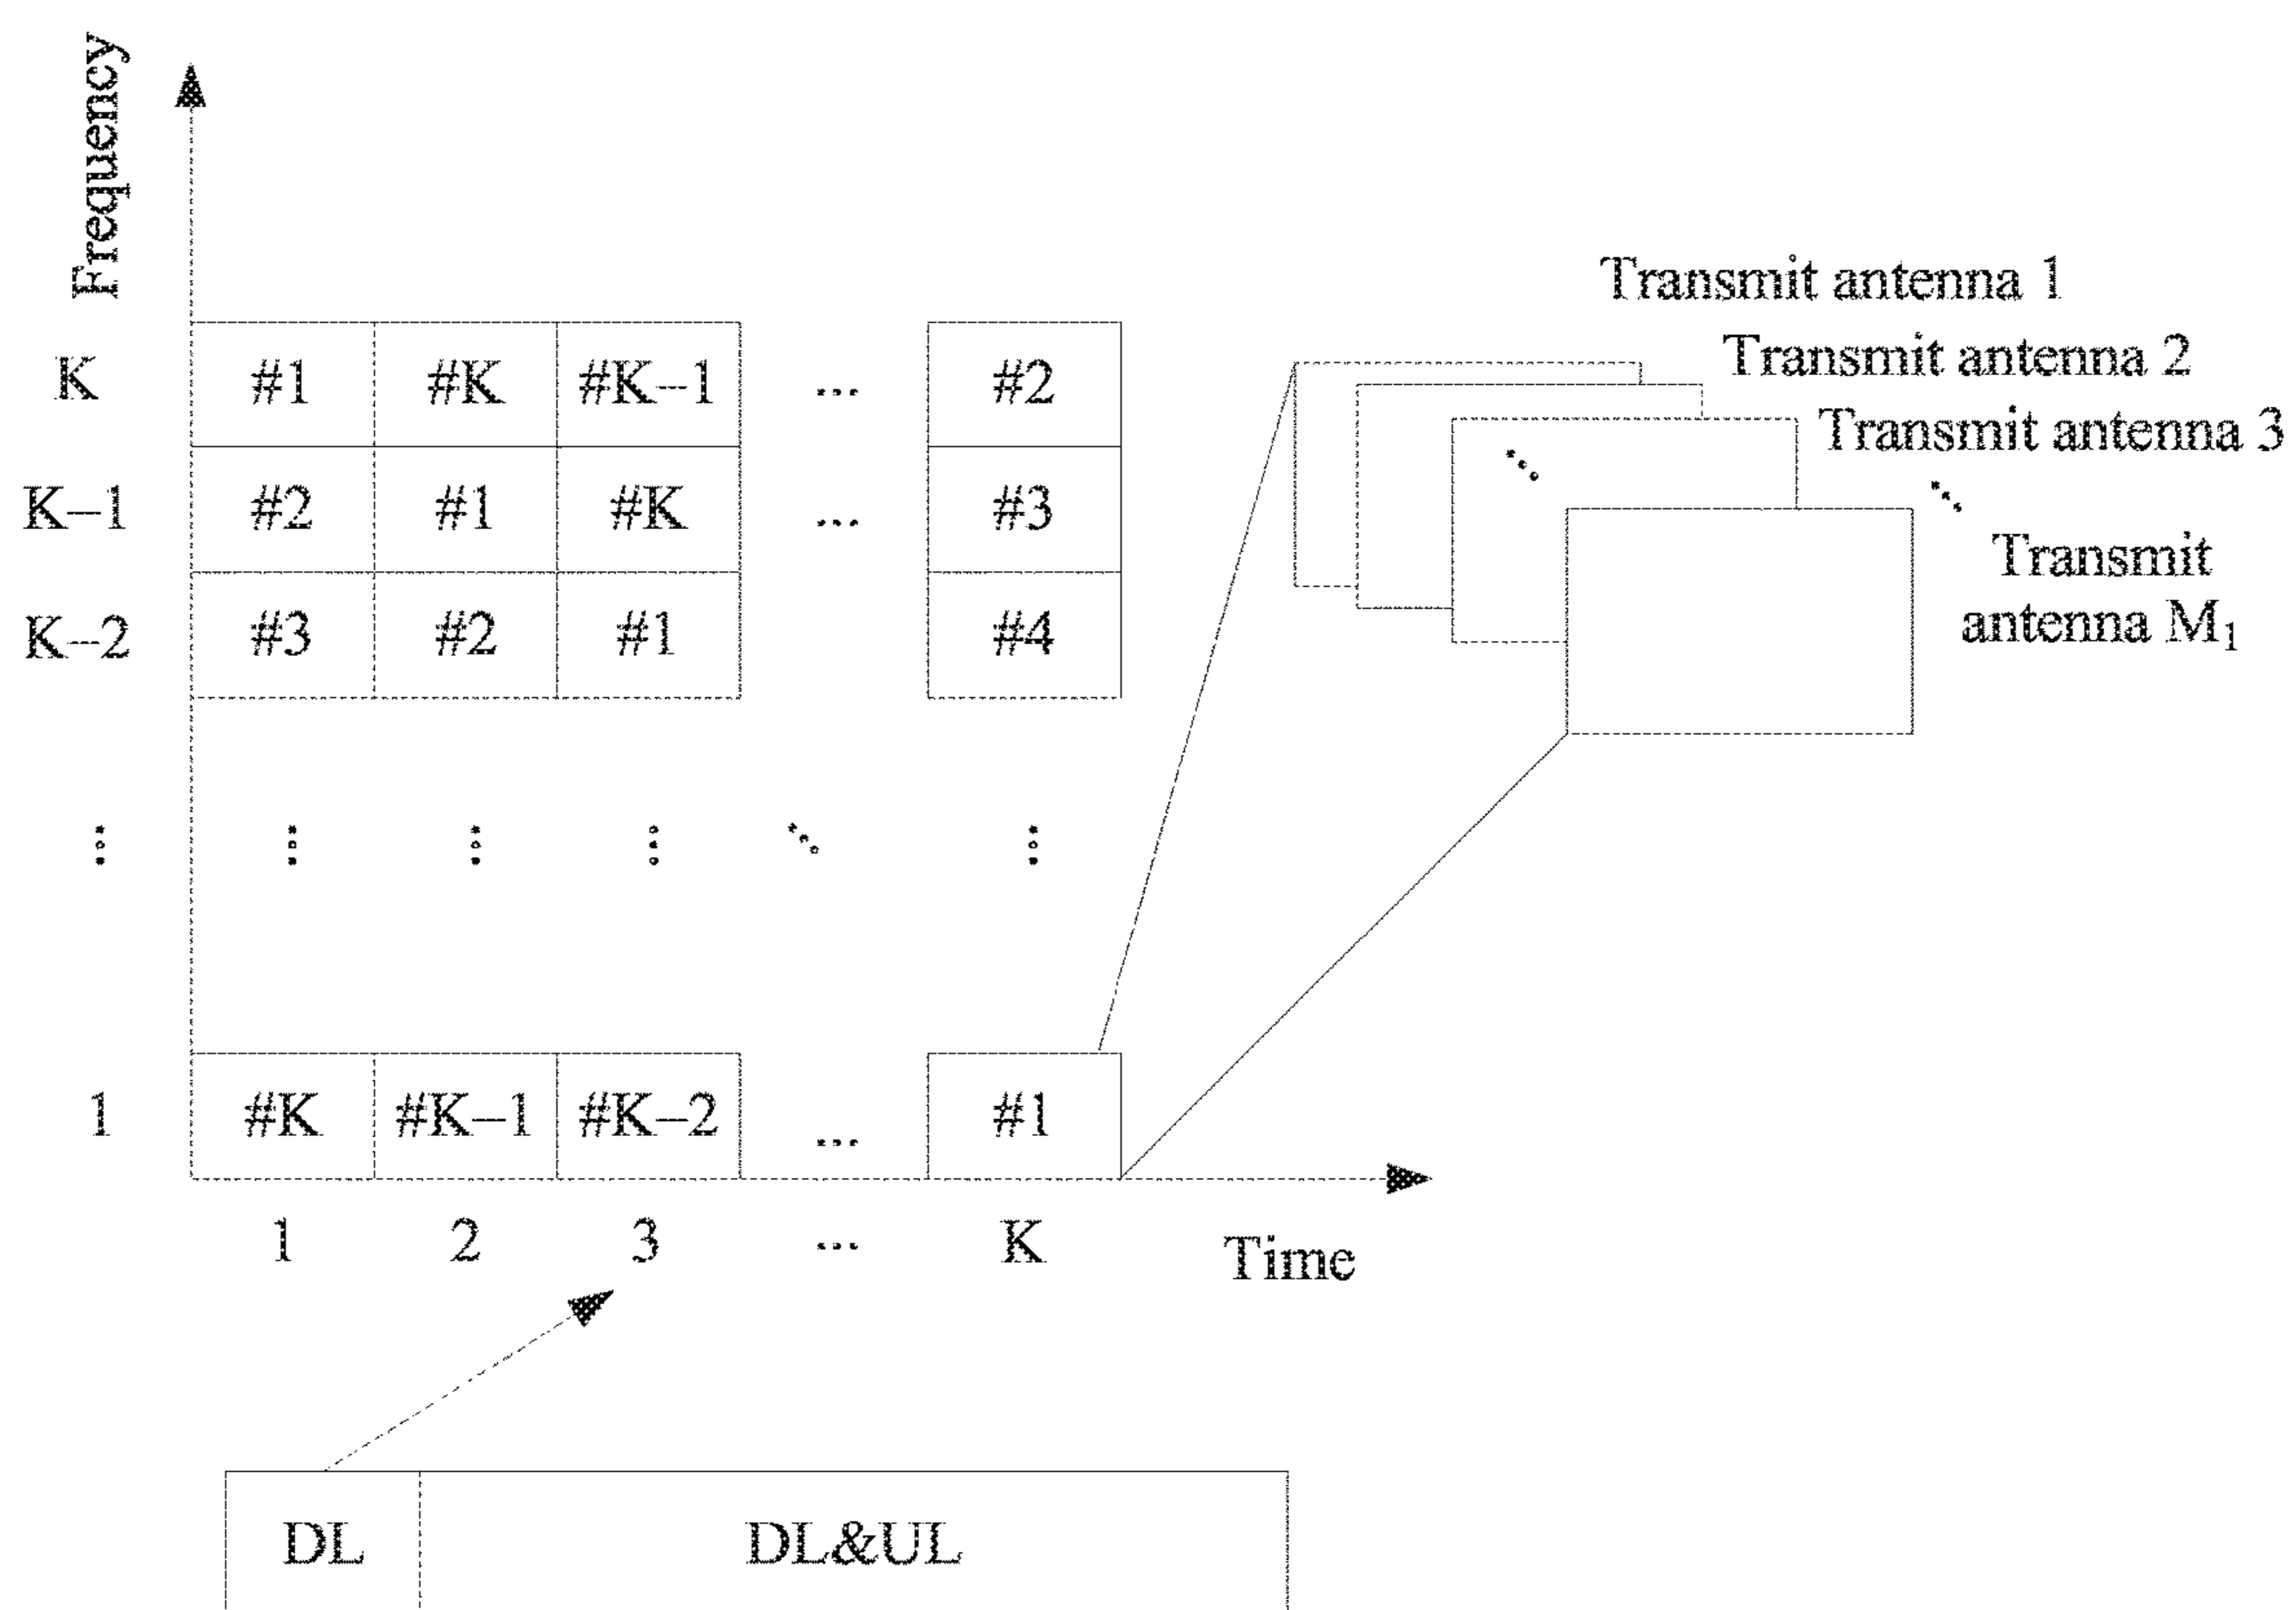 Frequency
Transmit antenna 1
Transmit antenna 2
Transmit antenna 3
Transmit
antenna M₁
K #1 #K #K-1 ... #2
K-1 #2 #1 #K ... #3
K-2 #3 #2 #1 #4
1 #K #K-1 #K-2 ... #1
1 2 3 ... K Time
DL DL&UL